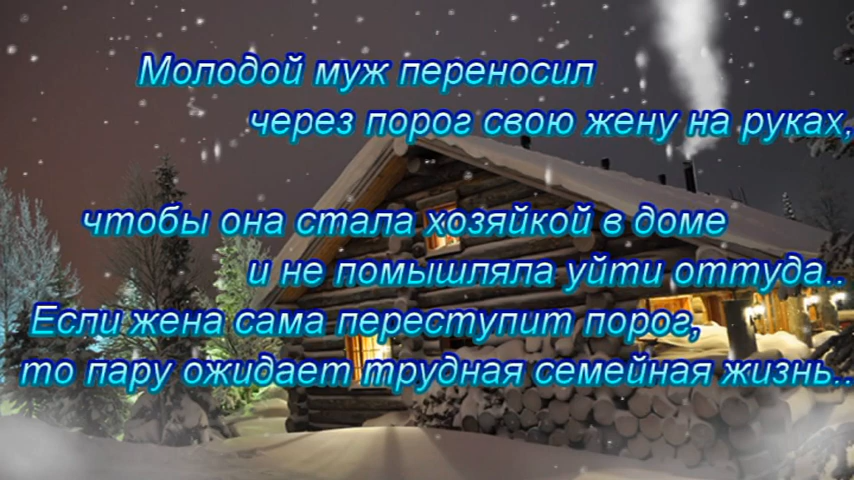 Молодой муж переносил
через порог свою жену на руках,
чтобы она стала хозяйкой в доме
и не помышляла уйти оттуда..
Если жена сама переступит порог,
то пару ожидает трудная семейная жизнь..